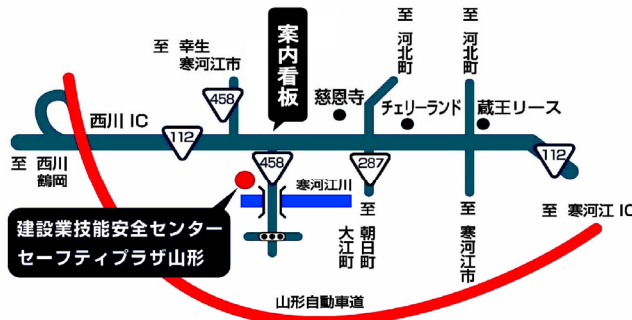 案内看板
至 幸生
寒河江市
458
至 河北町
至 河北町
慈恩寺
チェリーランド
蔵王リース
西川 IC
112
458
287
112
至 西川
鶴岡
寒河江川
建設業技能安全センター
セーフティプラザ山形
至 朝日町
大江町
至 寒河江市
至 寒河江 IC
山形自動車道